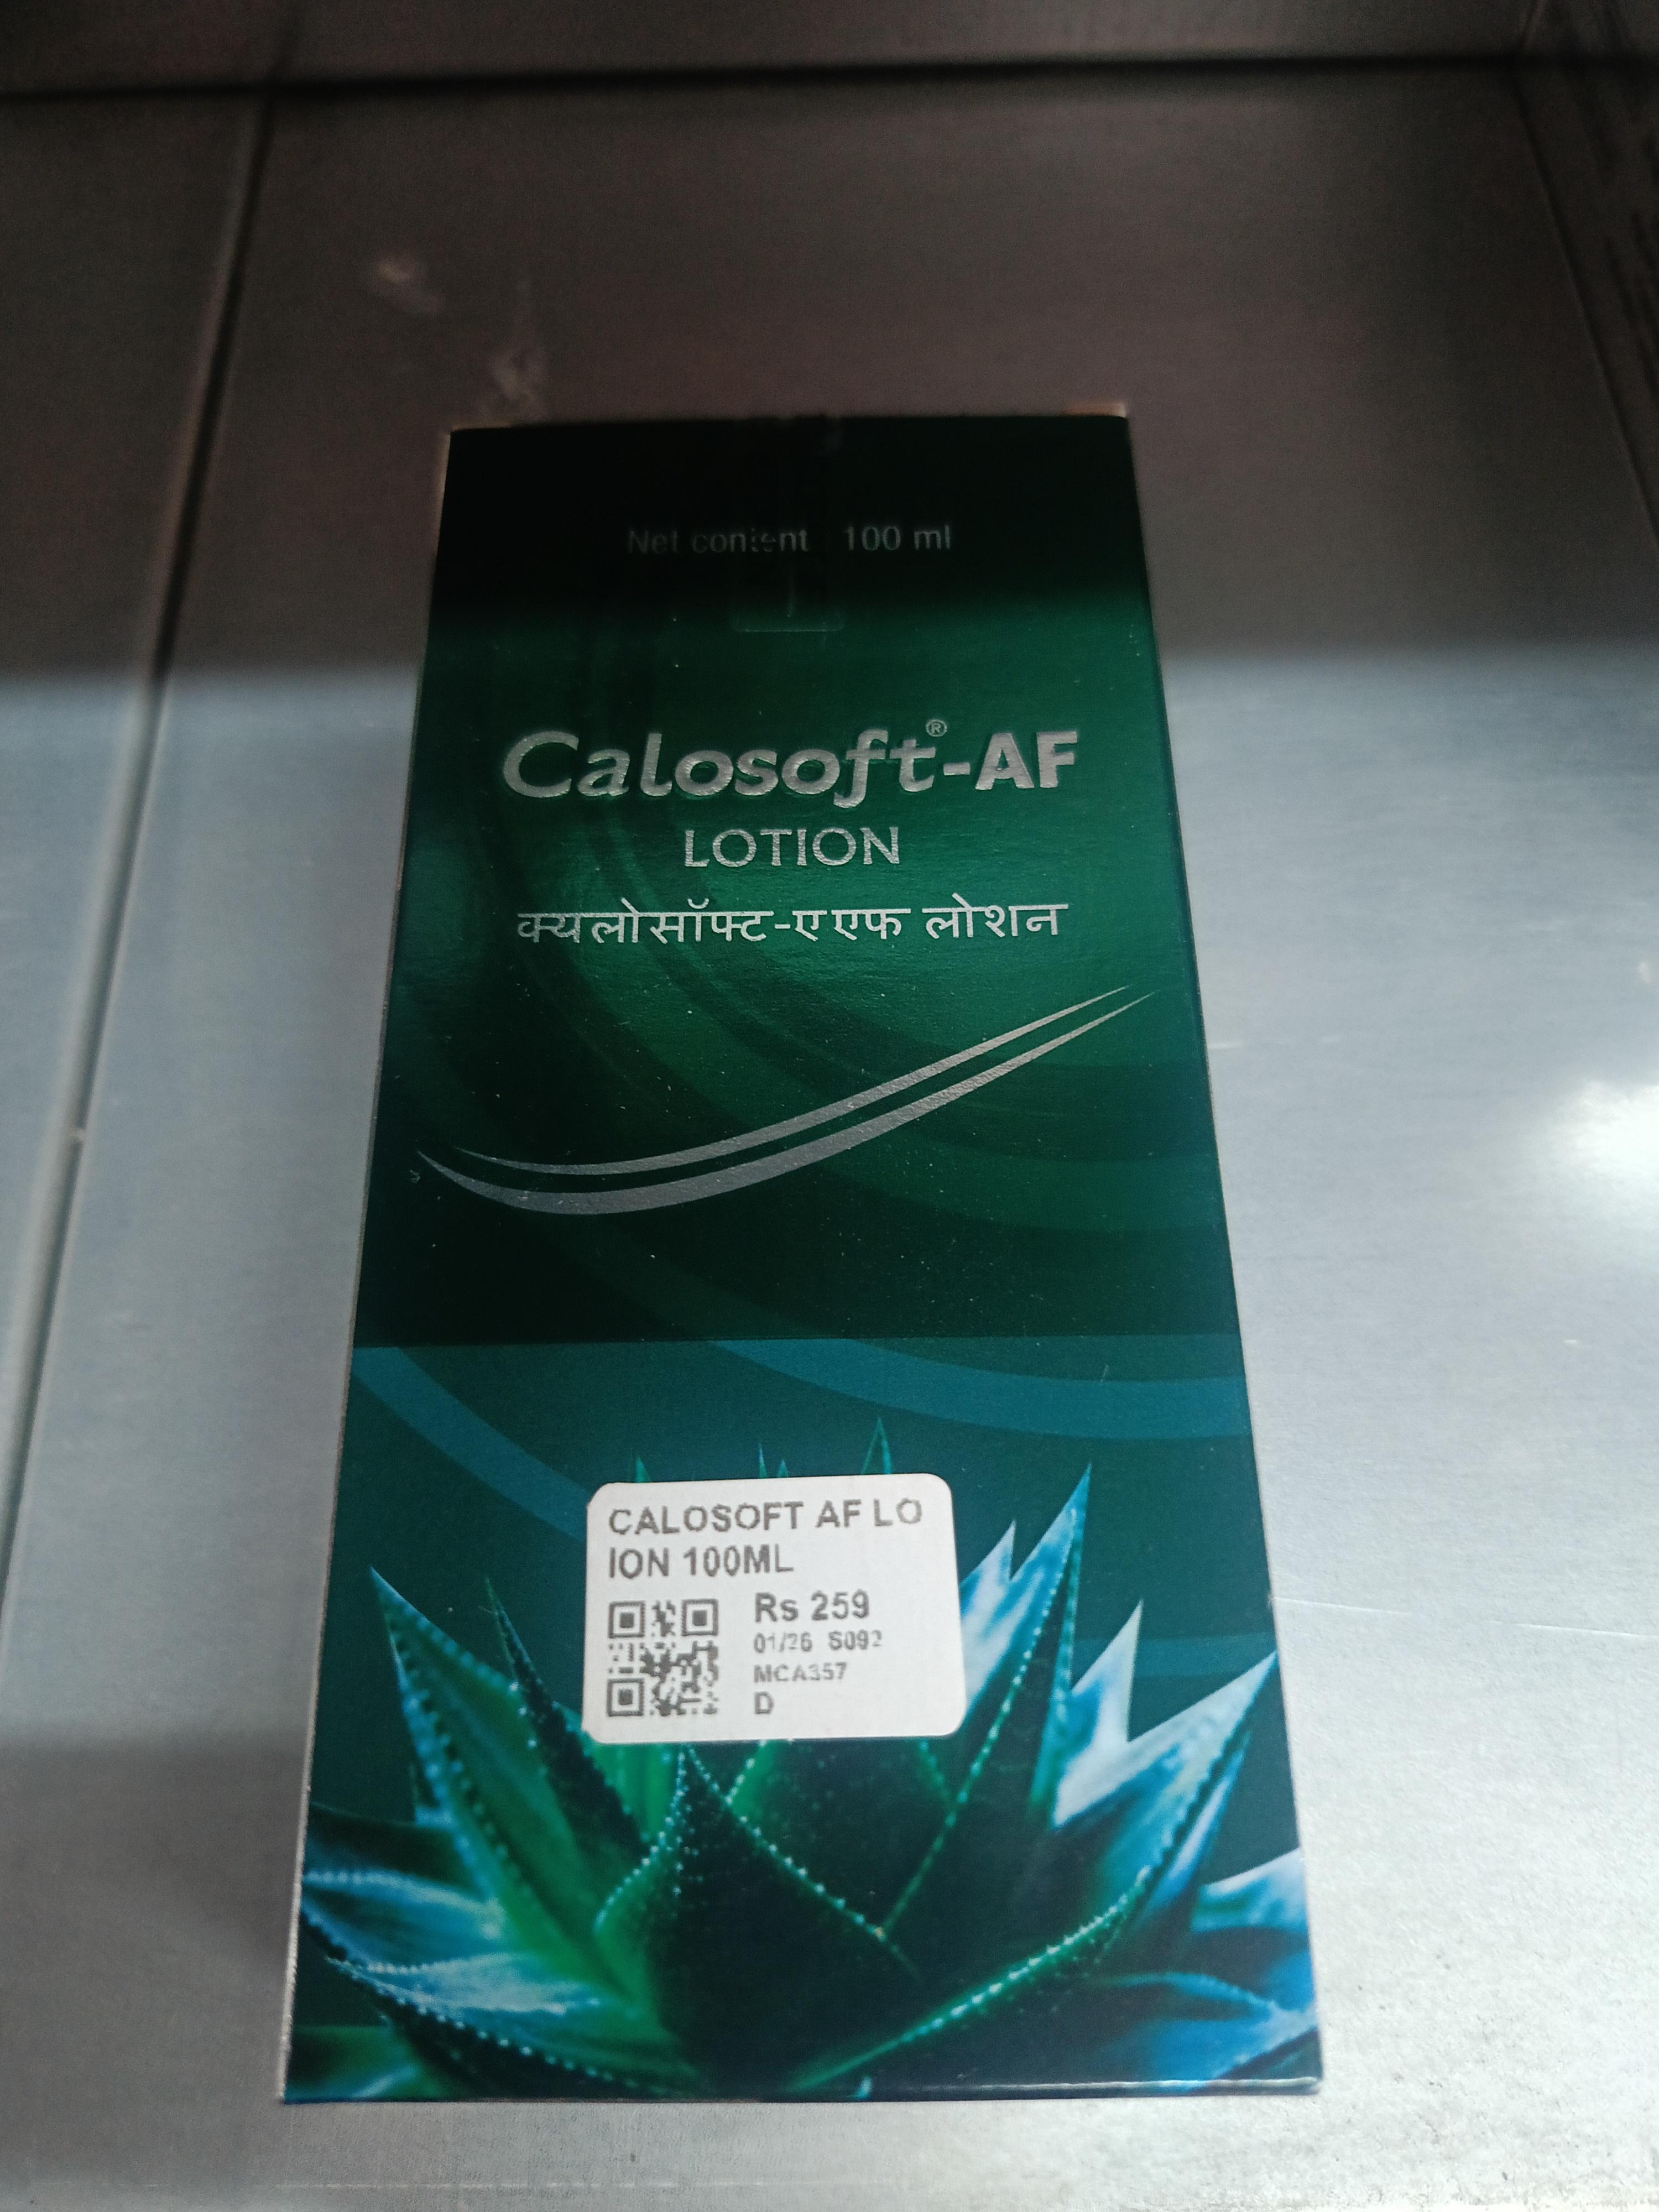 Net content 100 ml
Calosoft®-AF
LOTION
क्यलोसॉफ्ट-एएफ लोशन
CALOSOFT AF LO
ION 100ML
Rs 259
01/26 S092
MCA357
D